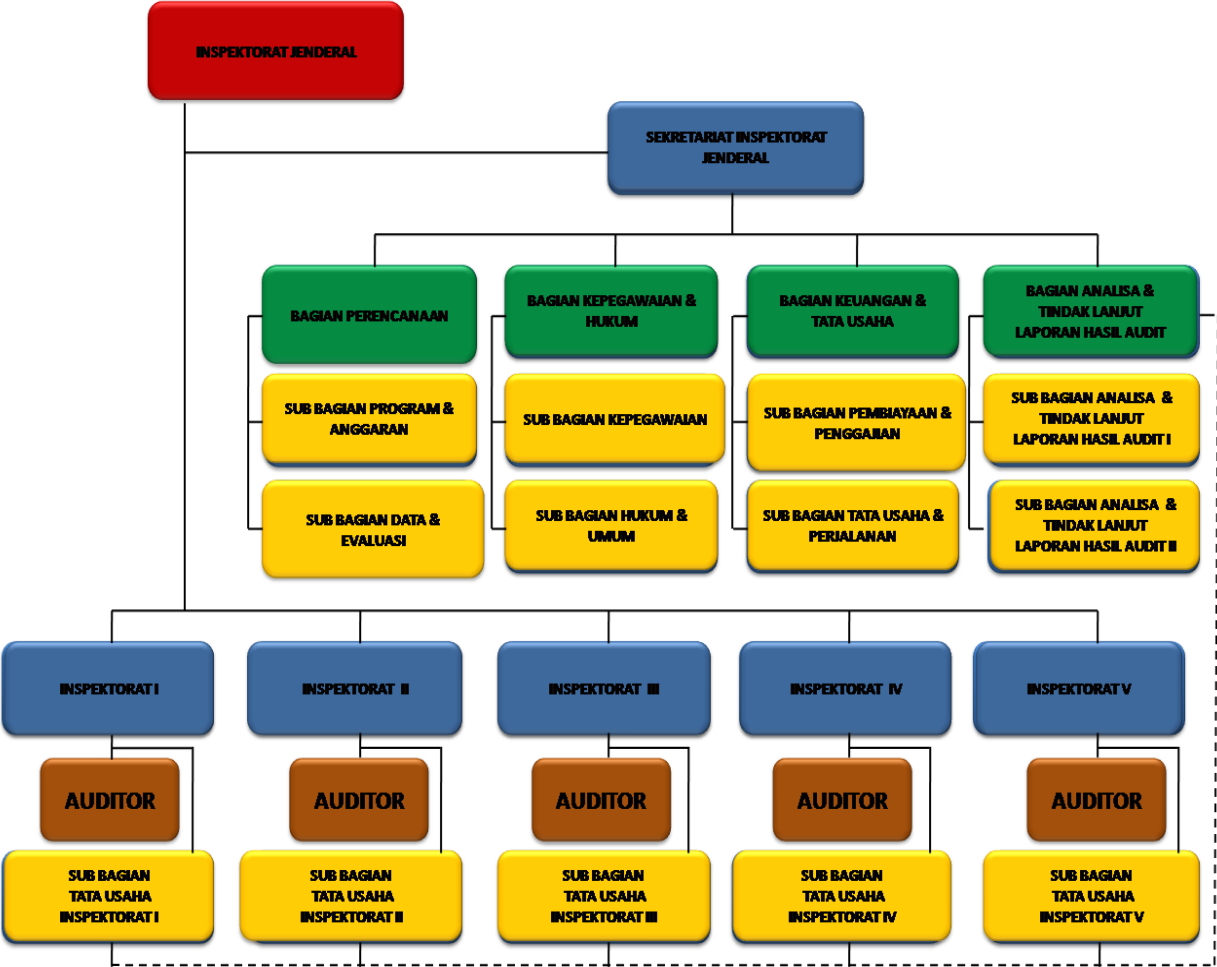 INSPEKTORAT JENDERAL
SEKRETARIAT INSPEKTORAT
JENDERAL
BAGIAN PERENCANAAN
BAGIAN KEPEGAWAIAN &
HUKUM
BAGIAN KEUANGAN &
TATA USAHA
BAGIAN ANALISA &
TINDAK LANJUT
LAPORAN HASIL AUDIT
SUB BAGIAN PROGRAM &
ANGGARAN
SUB BAGIAN KEPEGAWAIAN
SUB BAGIAN PEMBIAYAAN &
PENGGAJIAN
SUB BAGIAN ANALISA &
TINDAK LANJUT
LAPORAN HASIL AUDIT I
SUB BAGIAN DATA &
EVALUASI
SUB BAGIAN HUKUM &
UMUM
SUB BAGIAN TATA USAHA &
PERJALANAN
SUB BAGIAN ANALISA &
TINDAK LANJUT
LAPORAN HASIL AUDIT II
INSPEKTORAT I
INSPEKTORAT II
INSPEKTORAT III
INSPEKTORAT IV
INSPEKTORAT V
AUDITOR
AUDITOR
AUDITOR
AUDITOR
AUDITOR
SUB BAGIAN
TATA USAHA
INSPEKTORAT I
SUB BAGIAN
TATA USAHA
INSPEKTORAT II
SUB BAGIAN
TATA USAHA
INSPEKTORAT III
SUB BAGIAN
TATA USAHA
INSPEKTORAT IV
SUB BAGIAN
TATA USAHA
INSPEKTORAT V